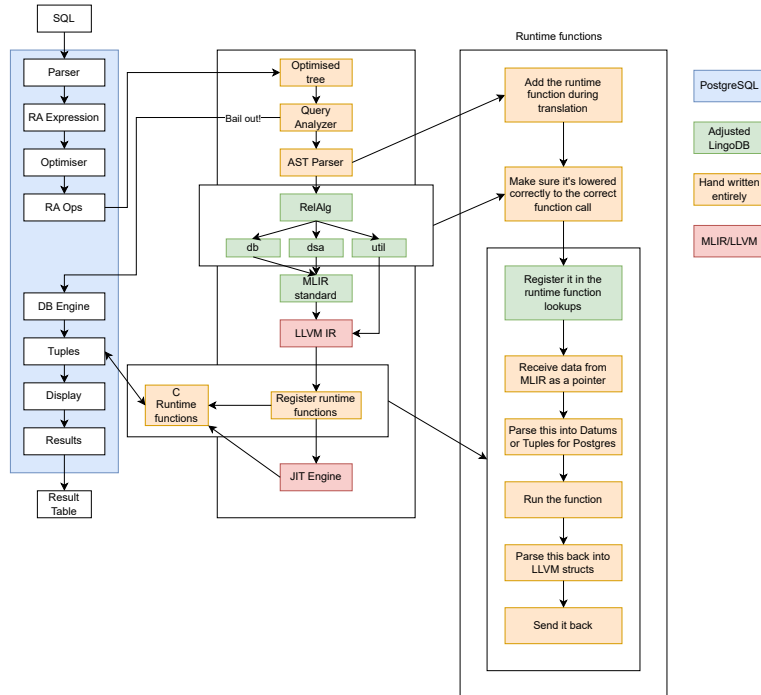 SQL
Parser
RA Expression
Optimiser
RA Ops
DB Engine
Tuples
Display
Results
Result
Table
Optimised
tree
Bail out!
Query
Analyzer
AST Parser
RelAlg
db
dsa
util
MLIR
standard
LLVM IR
C
Runtime
functions
Register runtime
functions
JIT Engine
Runtime functions
Add the runtime
function during
translation
Make sure it's lowered
correctly to the correct
function call
Register it in the
runtime function
lookups
Receive data from
MLIR as a pointer
Parse this into Datums
or Tuples for Postgres
Run the function
Parse this back into
LLVM structs
Send it back
PostgreSQL
Adjusted
LingoDB
Hand written
entirely
MLIR/LLVM